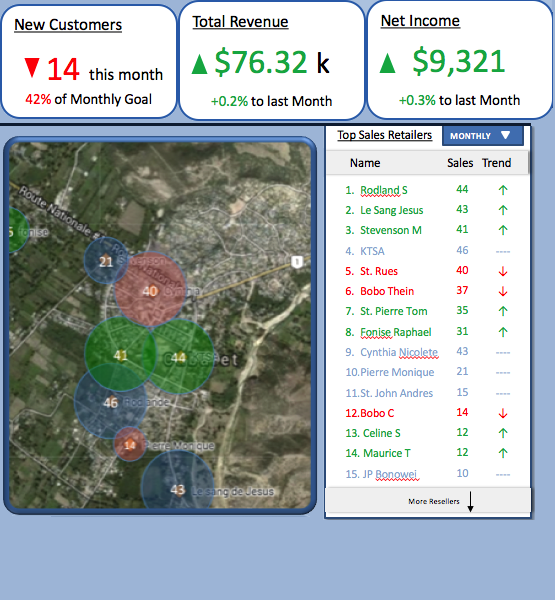 New Customers
▼ 14 this month
42% of Monthly Goal
Total Revenue
▲ $76.32 k
+0.2% to last Month
Net Income
▲ $9,321
+0.3% to last Month
Top Sales Retailers
MONTHLY ▼
Name Sales Trend
1. Rodland S 44 ↑
2. Le Sang Jesus 43 ↑
3. Stevenson M 41 ↑
4. KTSA 46 ----
5. St. Rues 40 ↓
6. Bobo Thein 37 ↓
7. St. Pierre Tom 35 ↑
8. Fonise Raphael 31 ↑
9. Cynthia Nicolete 43 ----
10.Pierre Monique 21 ----
11.St. John Andres 15 ----
12.Bobo C 14 ↓
13. Celine S 12 ↑
14. Maurice T 12 ↑
15. JP Bonowei 10 ----
More Resellers ↓
Route Nationale
fonise
21
Stevenson
40
1
41
44
46
Rodlande
14
Pierre Monique
43
Le sang de Jesus